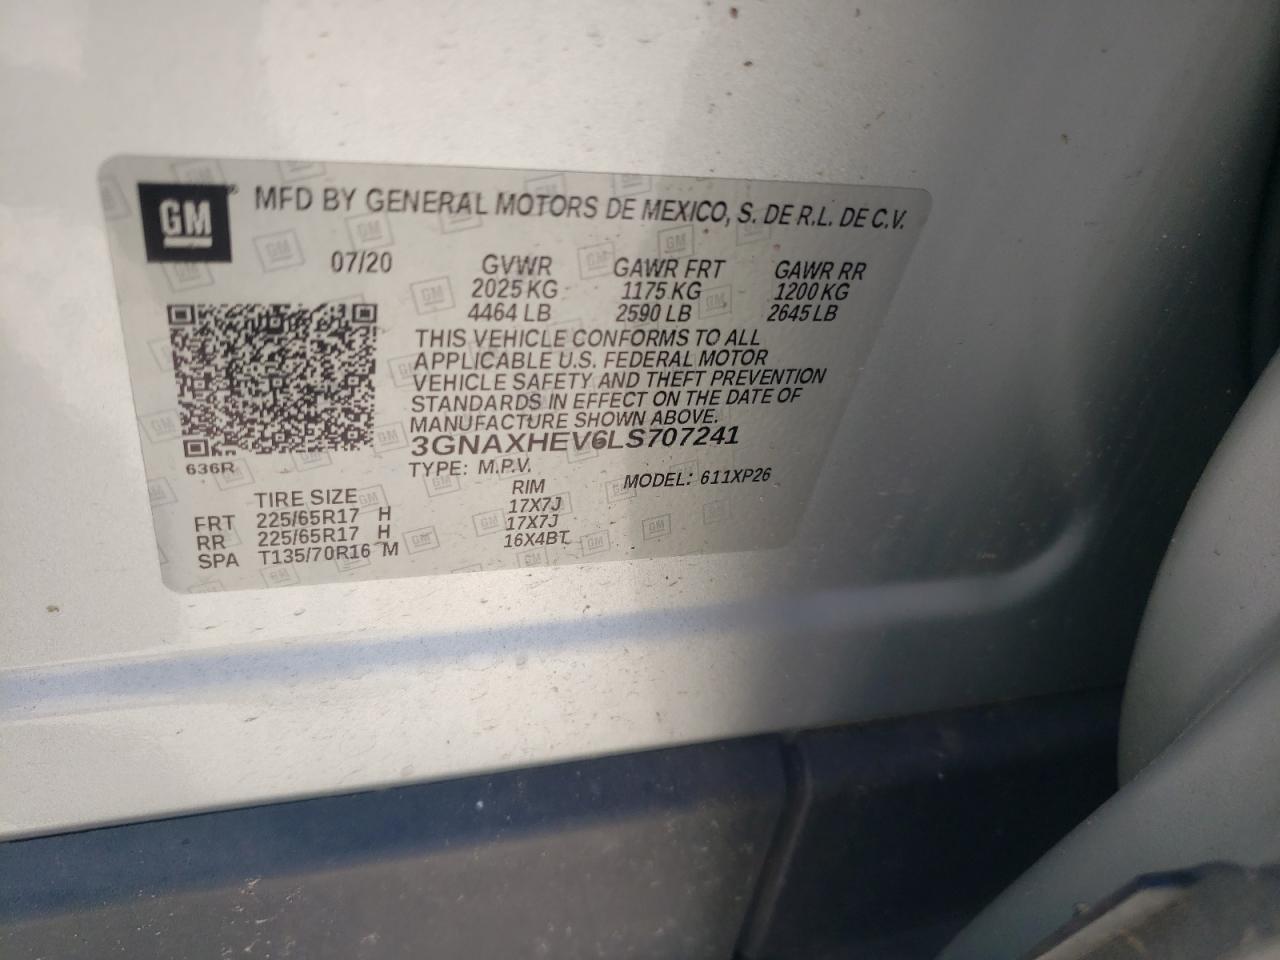 GM® MFD BY GENERAL MOTORS DE MEXICO, S. DE R.L. DE C.V.
07/20 GVWR GAWR FRT GAWR RR
2025 KG 1175 KG 1200 KG
4464 LB 2590 LB 2645 LB
THIS VEHICLE CONFORMS TO ALL
APPLICABLE U.S. FEDERAL MOTOR
VEHICLE SAFETY AND THEFT PREVENTION
STANDARDS IN EFFECT ON THE DATE OF
MANUFACTURE SHOWN ABOVE.
3GNAXHEV6LS707241
636R TYPE: M.P.V. MODEL: 611XP26
TIRE SIZE RIM
FRT 225/65R17 H 17X7J
RR 225/65R17 H 17X7J
SPA T135/70R16 M 16X4BT